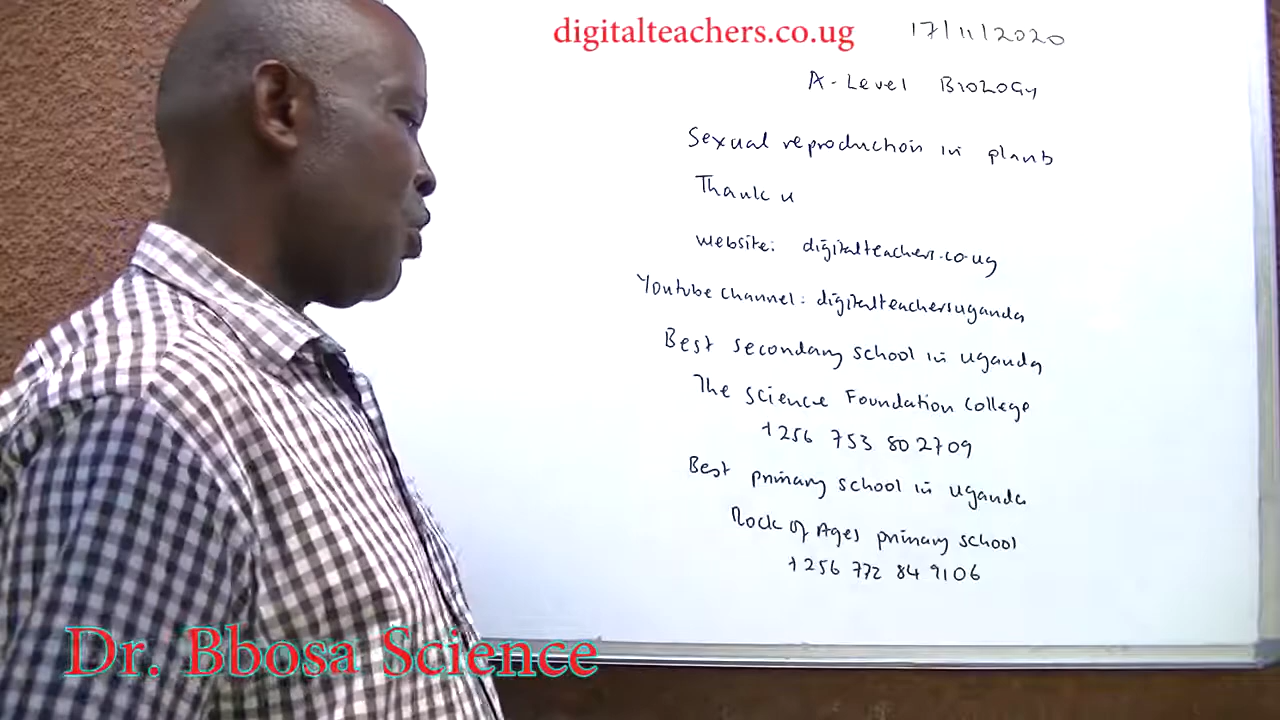 digitalteachers.co.ug
17/11/2020
A-Level Biology
Sexual reproduction in plants
Thank u
website: digitalteachers.co.ug
Youtube channel: digitalteachersuganda
Best secondary school in uganda
The science Foundation College
+256 753 80 2709
Best primary school in uganda
Rock of Ages primary school
+256 772 84 9106
Dr. Bbosa Science